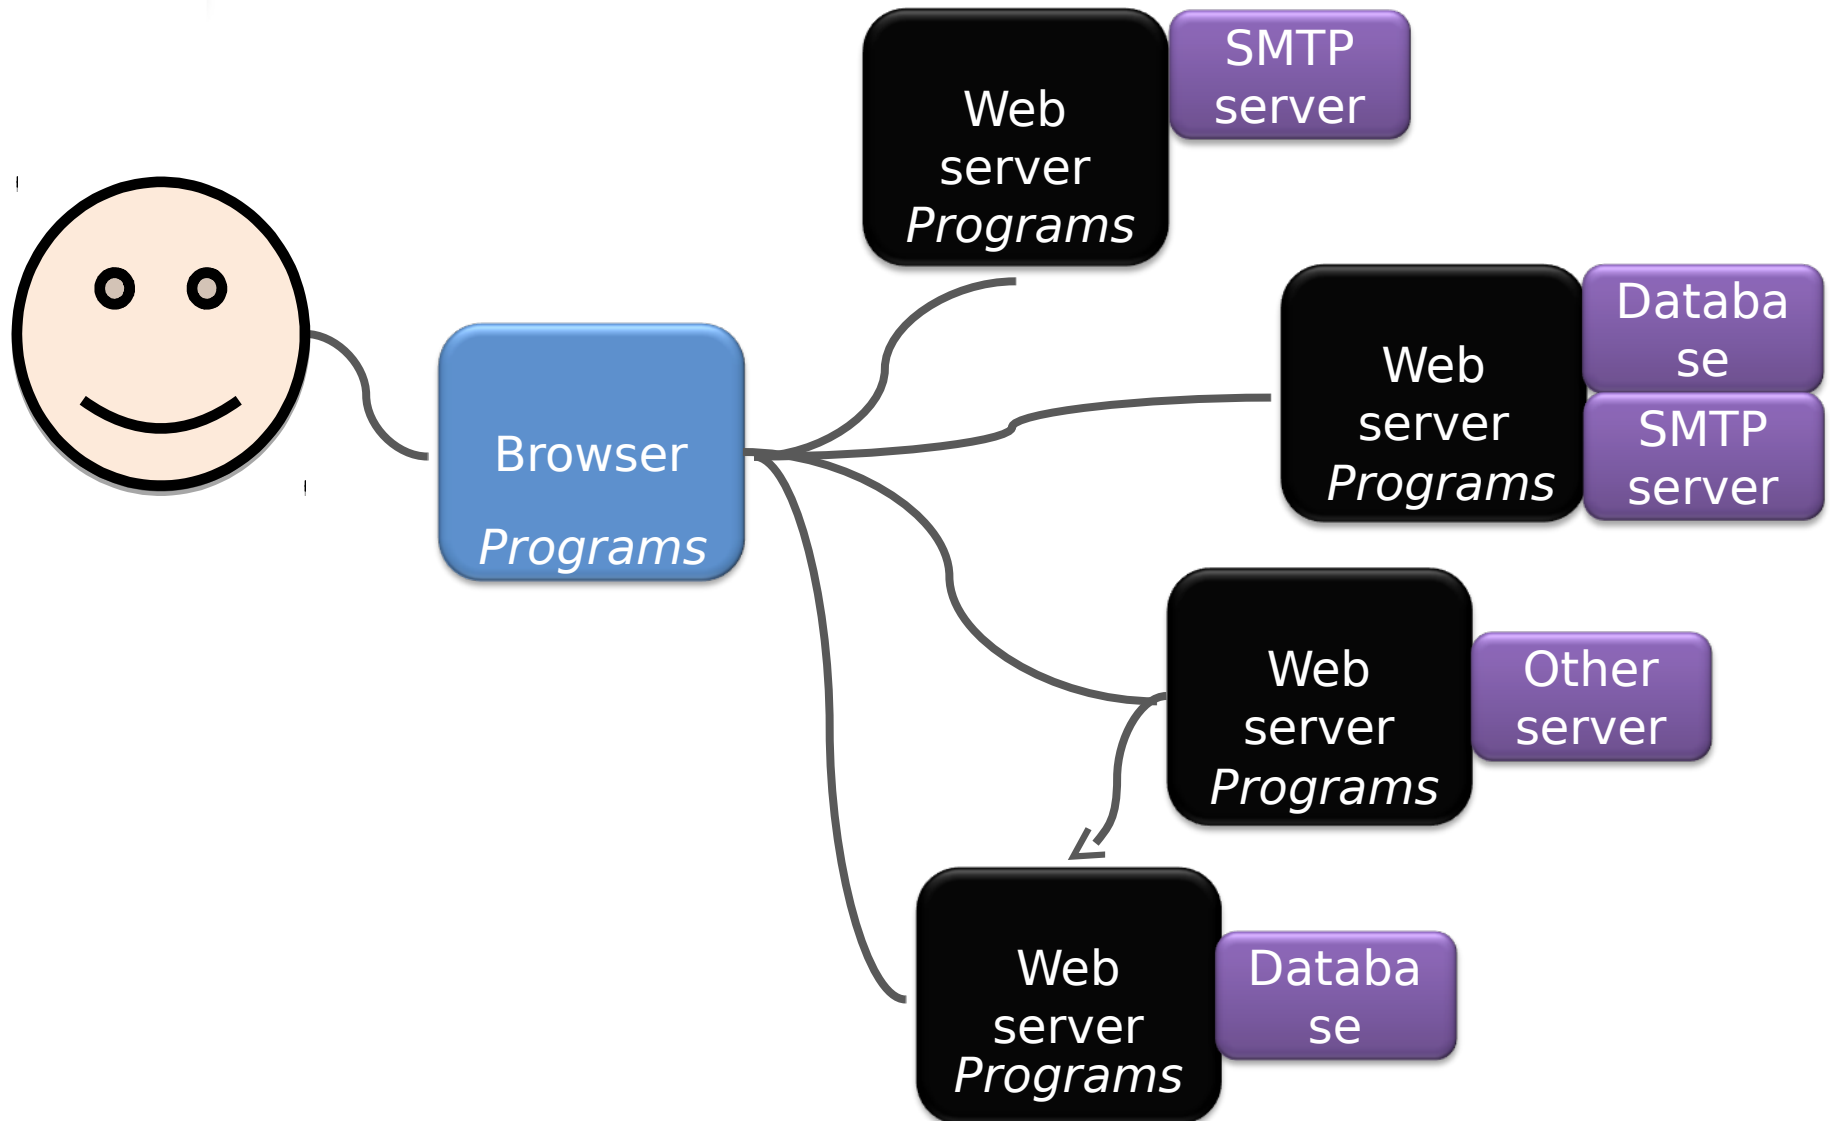 Web
server
Programs
SMTP
server
Browser
Programs
Web
server
Programs
Databa
se
SMTP
server
Web
server
Programs
Other
server
Web
server
Programs
Databa
se